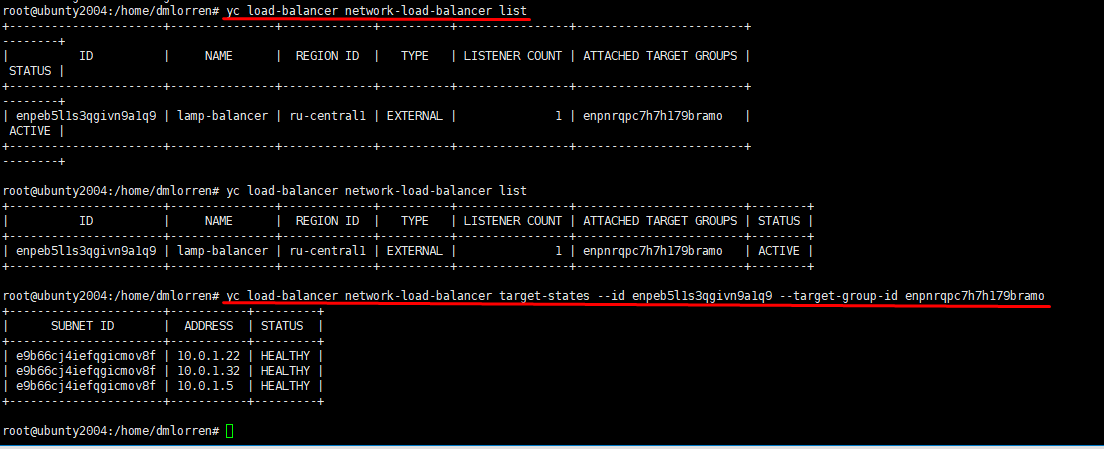 root@ubunty2004:/home/dmlorren# yc load-balancer network-load-balancer list
+----------------------+---------------+-------------+----------+----------------+------------------------+
--------+
|          ID          |     NAME      |  REGION ID  |   TYPE   | LISTENER COUNT | ATTACHED TARGET GROUPS |
 STATUS |
+----------------------+---------------+-------------+----------+----------------+------------------------+
--------+
| enpeb5l1s3qgivn9a1q9 | lamp-balancer | ru-central1 | EXTERNAL |              1 | enpnrqpc7h7h179bramo   |
 ACTIVE |
+----------------------+---------------+-------------+----------+----------------+------------------------+
--------+
root@ubunty2004:/home/dmlorren# yc load-balancer network-load-balancer list
+----------------------+---------------+-------------+----------+----------------+------------------------+--------+
|          ID          |     NAME      |  REGION ID  |   TYPE   | LISTENER COUNT | ATTACHED TARGET GROUPS | STATUS |
+----------------------+---------------+-------------+----------+----------------+------------------------+--------+
| enpeb5l1s3qgivn9a1q9 | lamp-balancer | ru-central1 | EXTERNAL |              1 | enpnrqpc7h7h179bramo   | ACTIVE |
+----------------------+---------------+-------------+----------+----------------+------------------------+--------+
root@ubunty2004:/home/dmlorren# yc load-balancer network-load-balancer target-states --id enpeb5l1s3qgivn9a1q9 --target-group-id enpnrqpc7h7h179bramo
+----------------------+-----------+---------+
|      SUBNET ID       |  ADDRESS  | STATUS  |
+----------------------+-----------+---------+
| e9b66cj4iefqgicmov8f | 10.0.1.22 | HEALTHY |
| e9b66cj4iefqgicmov8f | 10.0.1.32 | HEALTHY |
| e9b66cj4iefqgicmov8f | 10.0.1.5  | HEALTHY |
+----------------------+-----------+---------+
root@ubunty2004:/home/dmlorren#